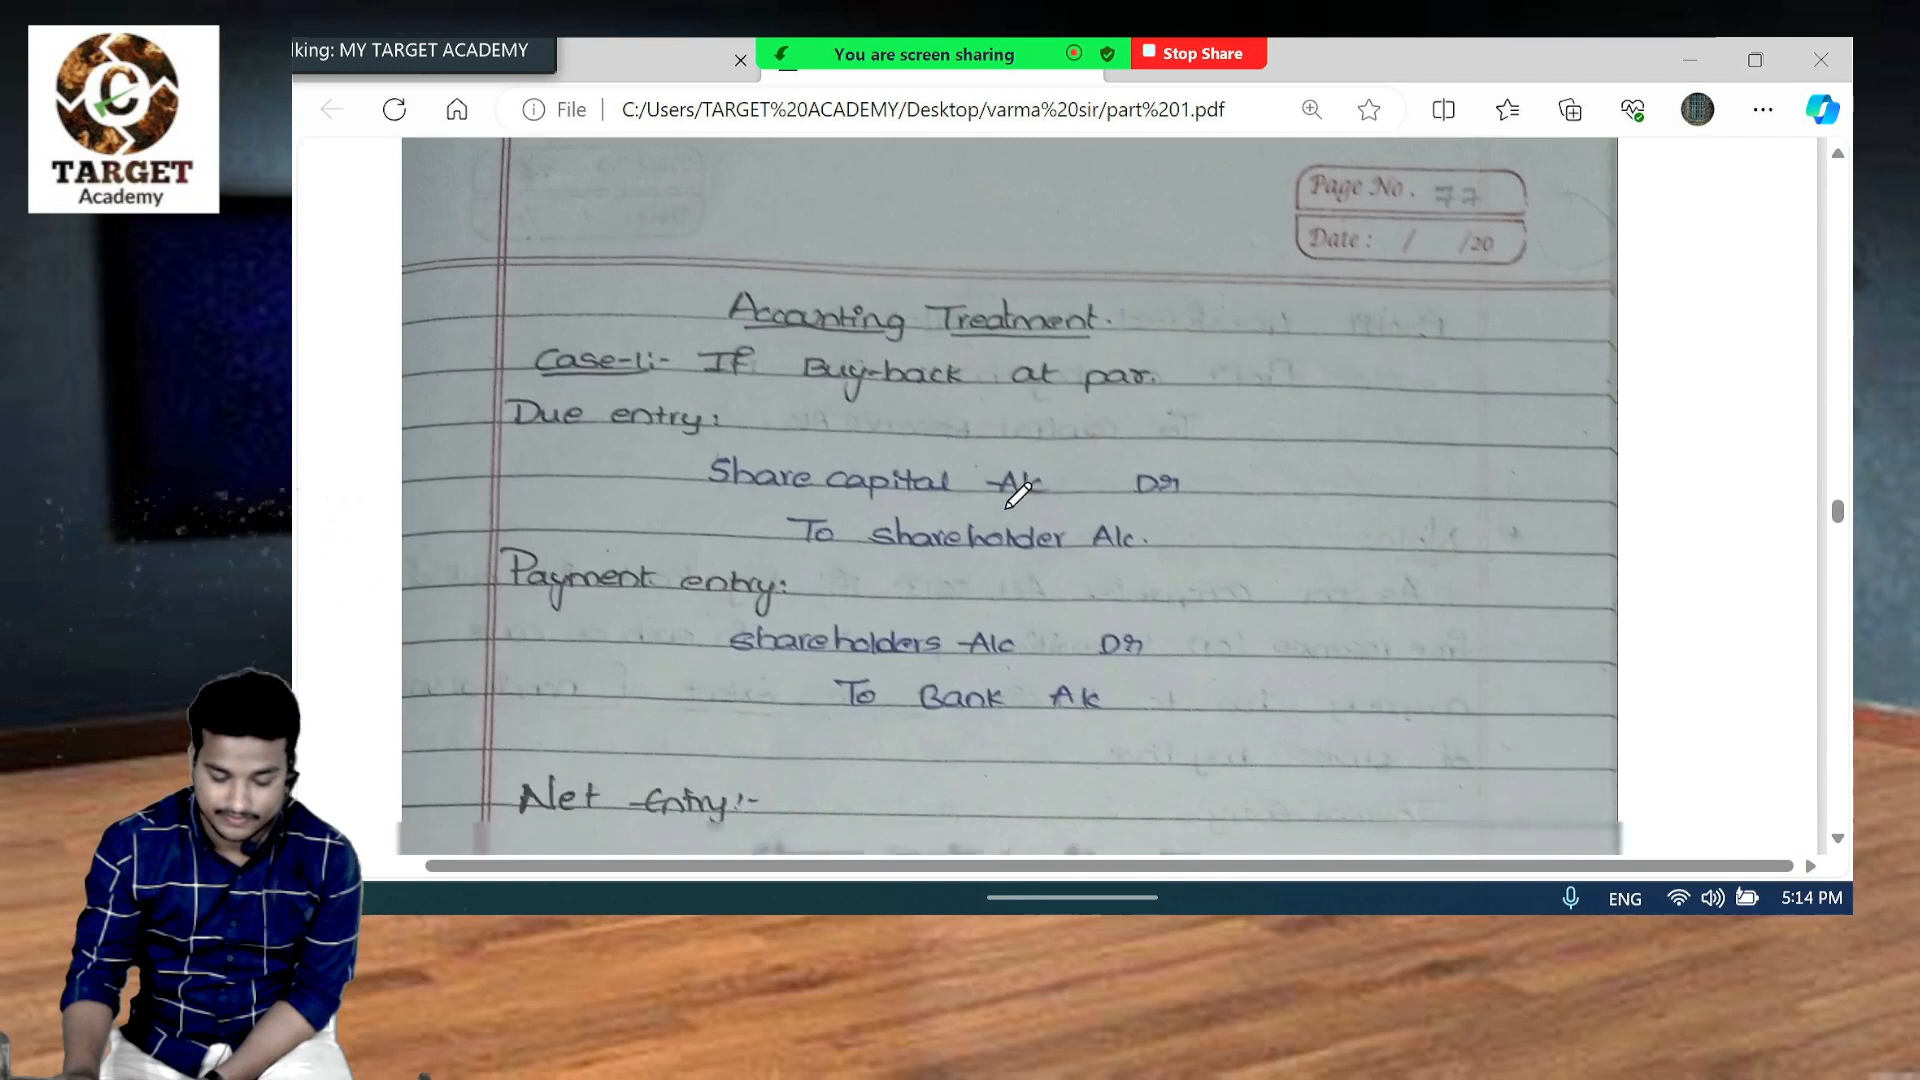 TARGET
Academy
lking: MY TARGET ACADEMY
You are screen sharing
Stop Share
File
C:/Users/TARGET%20ACADEMY/Desktop/varma%20sir/part%201.pdf
Page No. 77
Date: / /20
Accounting Treatment.
Case-1:- If Buy-back at par.
Due entry:
Share capital A/c Dr
To shareholder A/c.
Payment entry:
shareholders A/c Dr
To Bank A/c
Net Entry:-
ENG
5:14 PM